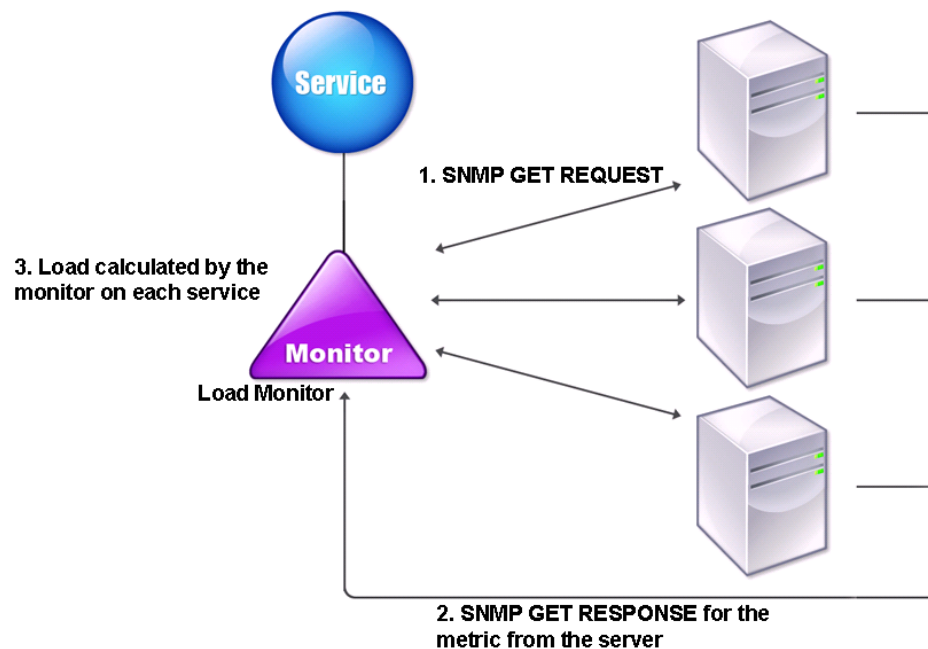 Service
1. SNMP GET REQUEST
3. Load calculated by the
monitor on each service
Monitor
Load Monitor
2. SNMP GET RESPONSE for the
metric from the server